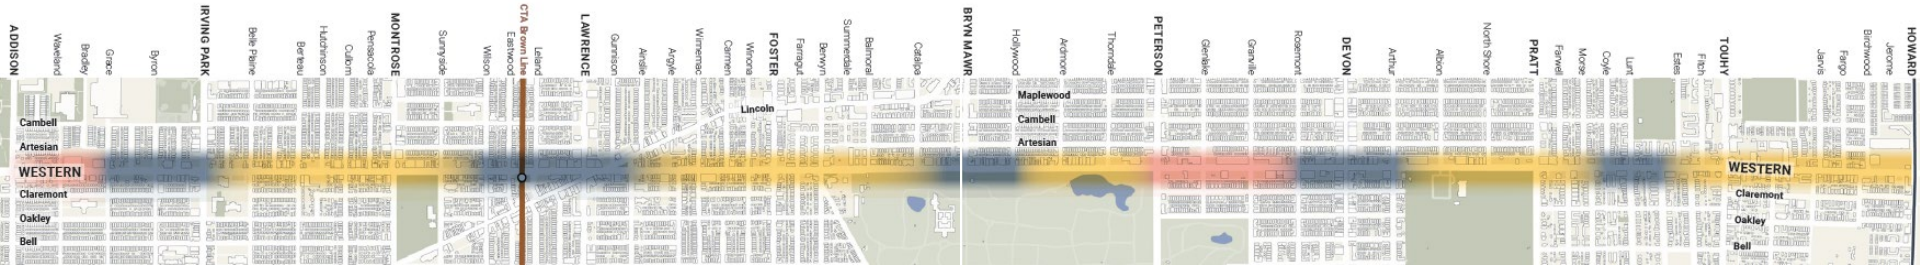 ADDISON
Waveland
Bradley
Grace
Byron
IRVING PARK
Belle Plaine
Berteau
Hutchinson
Cullom
Pensacola
MONTROSE
Sunnyside
Wilson
Eastwood
CTA Brown Line
Leland
LAWRENCE
Gunnison
Ainslie
Argyle
Winnemac
Carmen
Winona
FOSTER
Farragut
Berwyn
Summerdale
Balmoral
Catalpa
BRYN MAWR
Hollywood
Ardmore
Thorndale
PETERSON
Glenlake
Granville
Rosemont
DEVON
Arthur
Albion
North Shore
PRATT
Farwell
Morse
Coyle
Lunt
Estes
Fitch
TOUHY
Jarvis
Fargo
Birchwood
Jerome
HOWARD
Cambell
Artesian
WESTERN
Claremont
Oakley
Bell
Lincoln
Maplewood
Cambell
Artesian
WESTERN
Claremont
Oakley
Bell